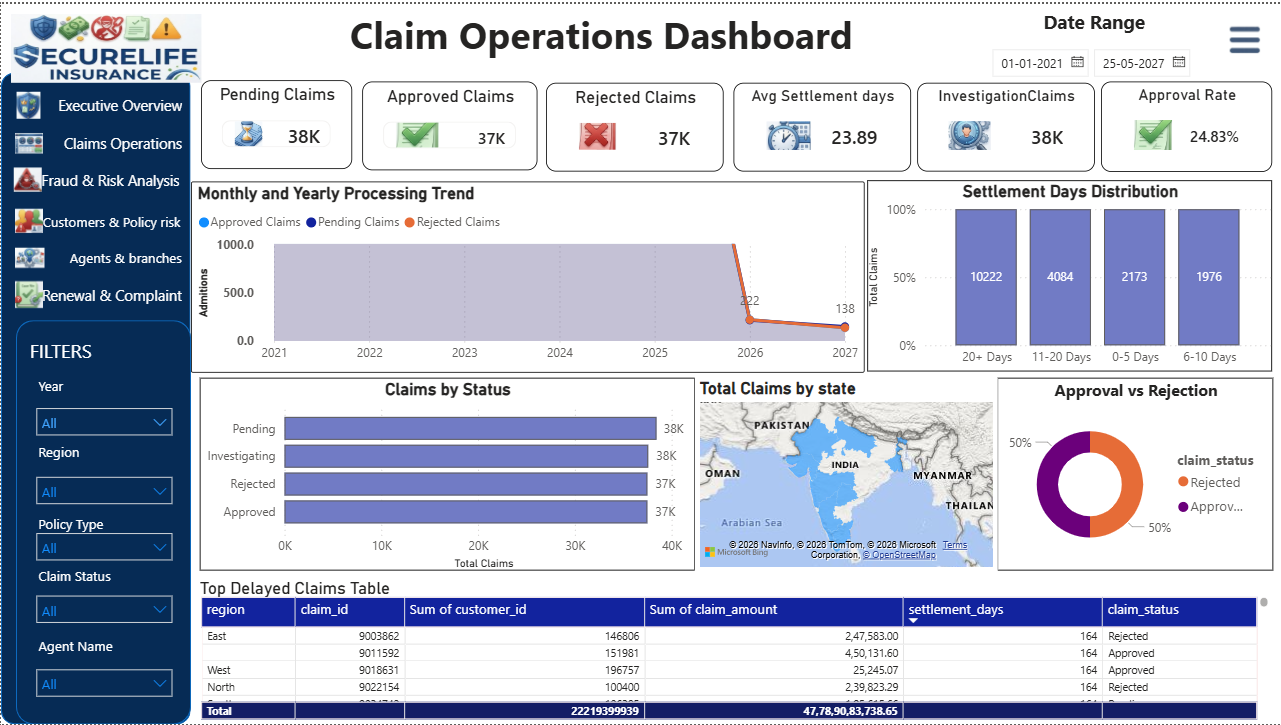 SECURELIFE
INSURANCE
Claim Operations Dashboard
Date Range
01-01-2021
25-05-2027
Executive Overview
Claims Operations
Fraud & Risk Analysis
Customers & Policy risk
Agents & branches
Renewal & Complaint
FILTERS
Year
All
Region
All
Policy Type
All
Claim Status
All
Agent Name
All
Pending Claims
38K
Approved Claims
37K
Rejected Claims
37K
Avg Settlement days
23.89
InvestigationClaims
38K
Approval Rate
24.83%
Monthly and Yearly Processing Trend
Approved Claims Pending Claims Rejected Claims
Admitions
1000.0
500.0
0.0
222
138
2021 2022 2023 2024 2025 2026 2027
Settlement Days Distribution
Total Claims
100%
50%
0%
10222 4084 2173 1976
20+ Days 11-20 Days 0-5 Days 6-10 Days
Claims by Status
Pending 38K
Investigating 38K
Rejected 37K
Approved 37K
0K 10K 20K 30K 40K
Total Claims
Total Claims by state
PAKISTAN
OMAN
INDIA
MYANMAR
THAILAN
Arabian Sea
Microsoft Bing
© 2026 NavInfo, © 2026 TomTom, © 2026 Microsoft Terms
Corporation, © OpenStreetMap
Approval vs Rejection
50%
50%
claim_status
Rejected
Approv...
Top Delayed Claims Table
region claim_id Sum of customer_id Sum of claim_amount settlement_days claim_status
East 9003862 146806 2,47,583.00 164 Rejected
9011592 151981 4,50,131.60 164 Approved
West 9018631 196757 25,245.07 164 Approved
North 9022154 100400 2,39,823.29 164 Rejected
Total 22219399939 47,78,90,83,738.65